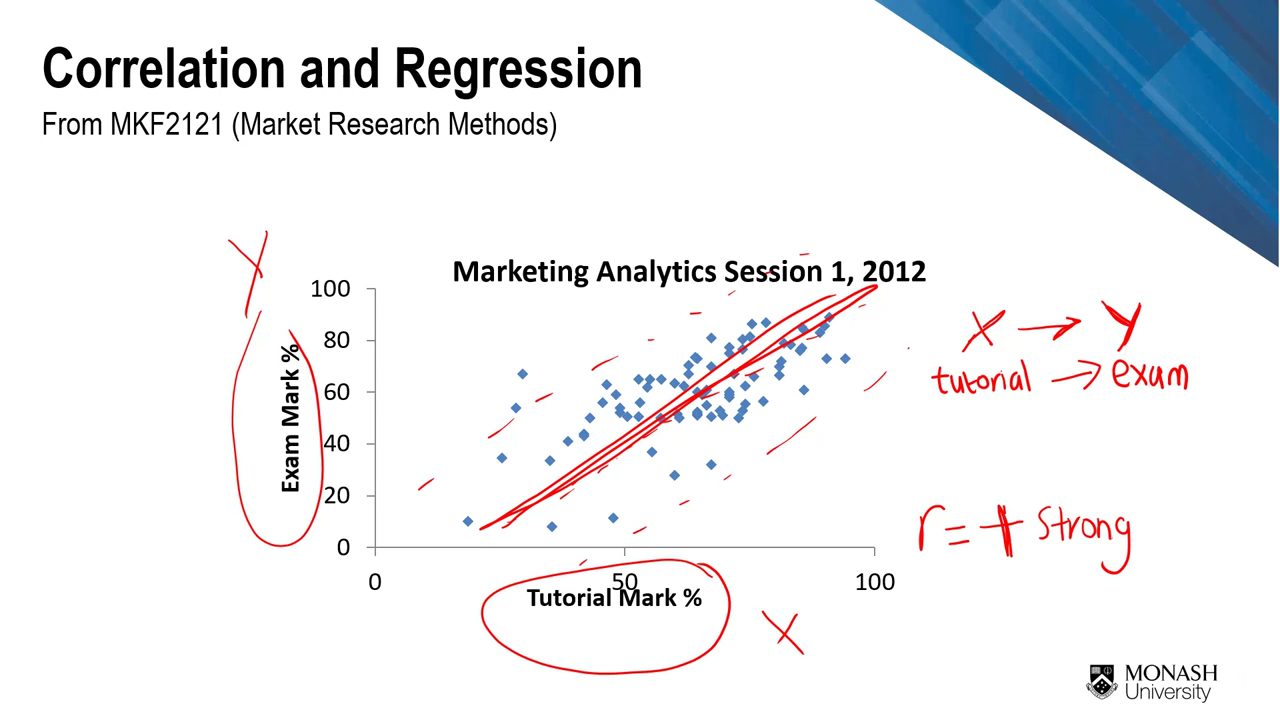 Correlation and Regression
From MKF2121 (Market Research Methods)
Marketing Analytics Session 1, 2012
Y
Exam Mark %
100
80
60
40
20
0
0
50
100
Tutorial Mark %
X
X → Y
tutorial → exam
r = + Strong
MONASH
University